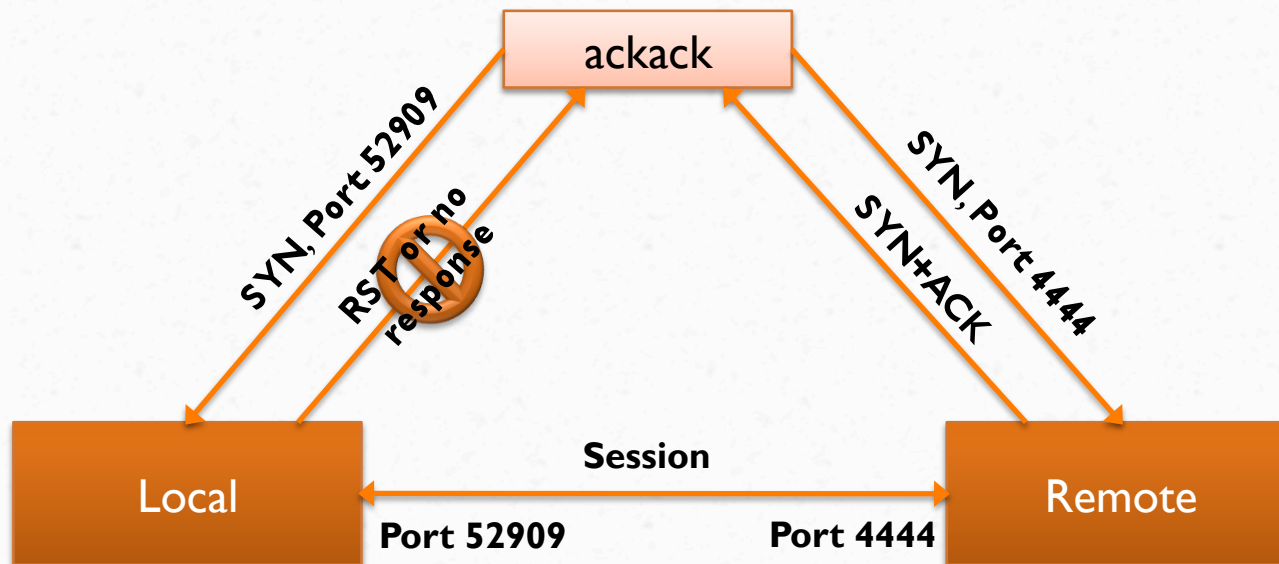 ackack
SYN, Port 52909
RST or no
response
SYN, Port 4444
SYN+ACK
Session
Local
Remote
Port 52909
Port 4444